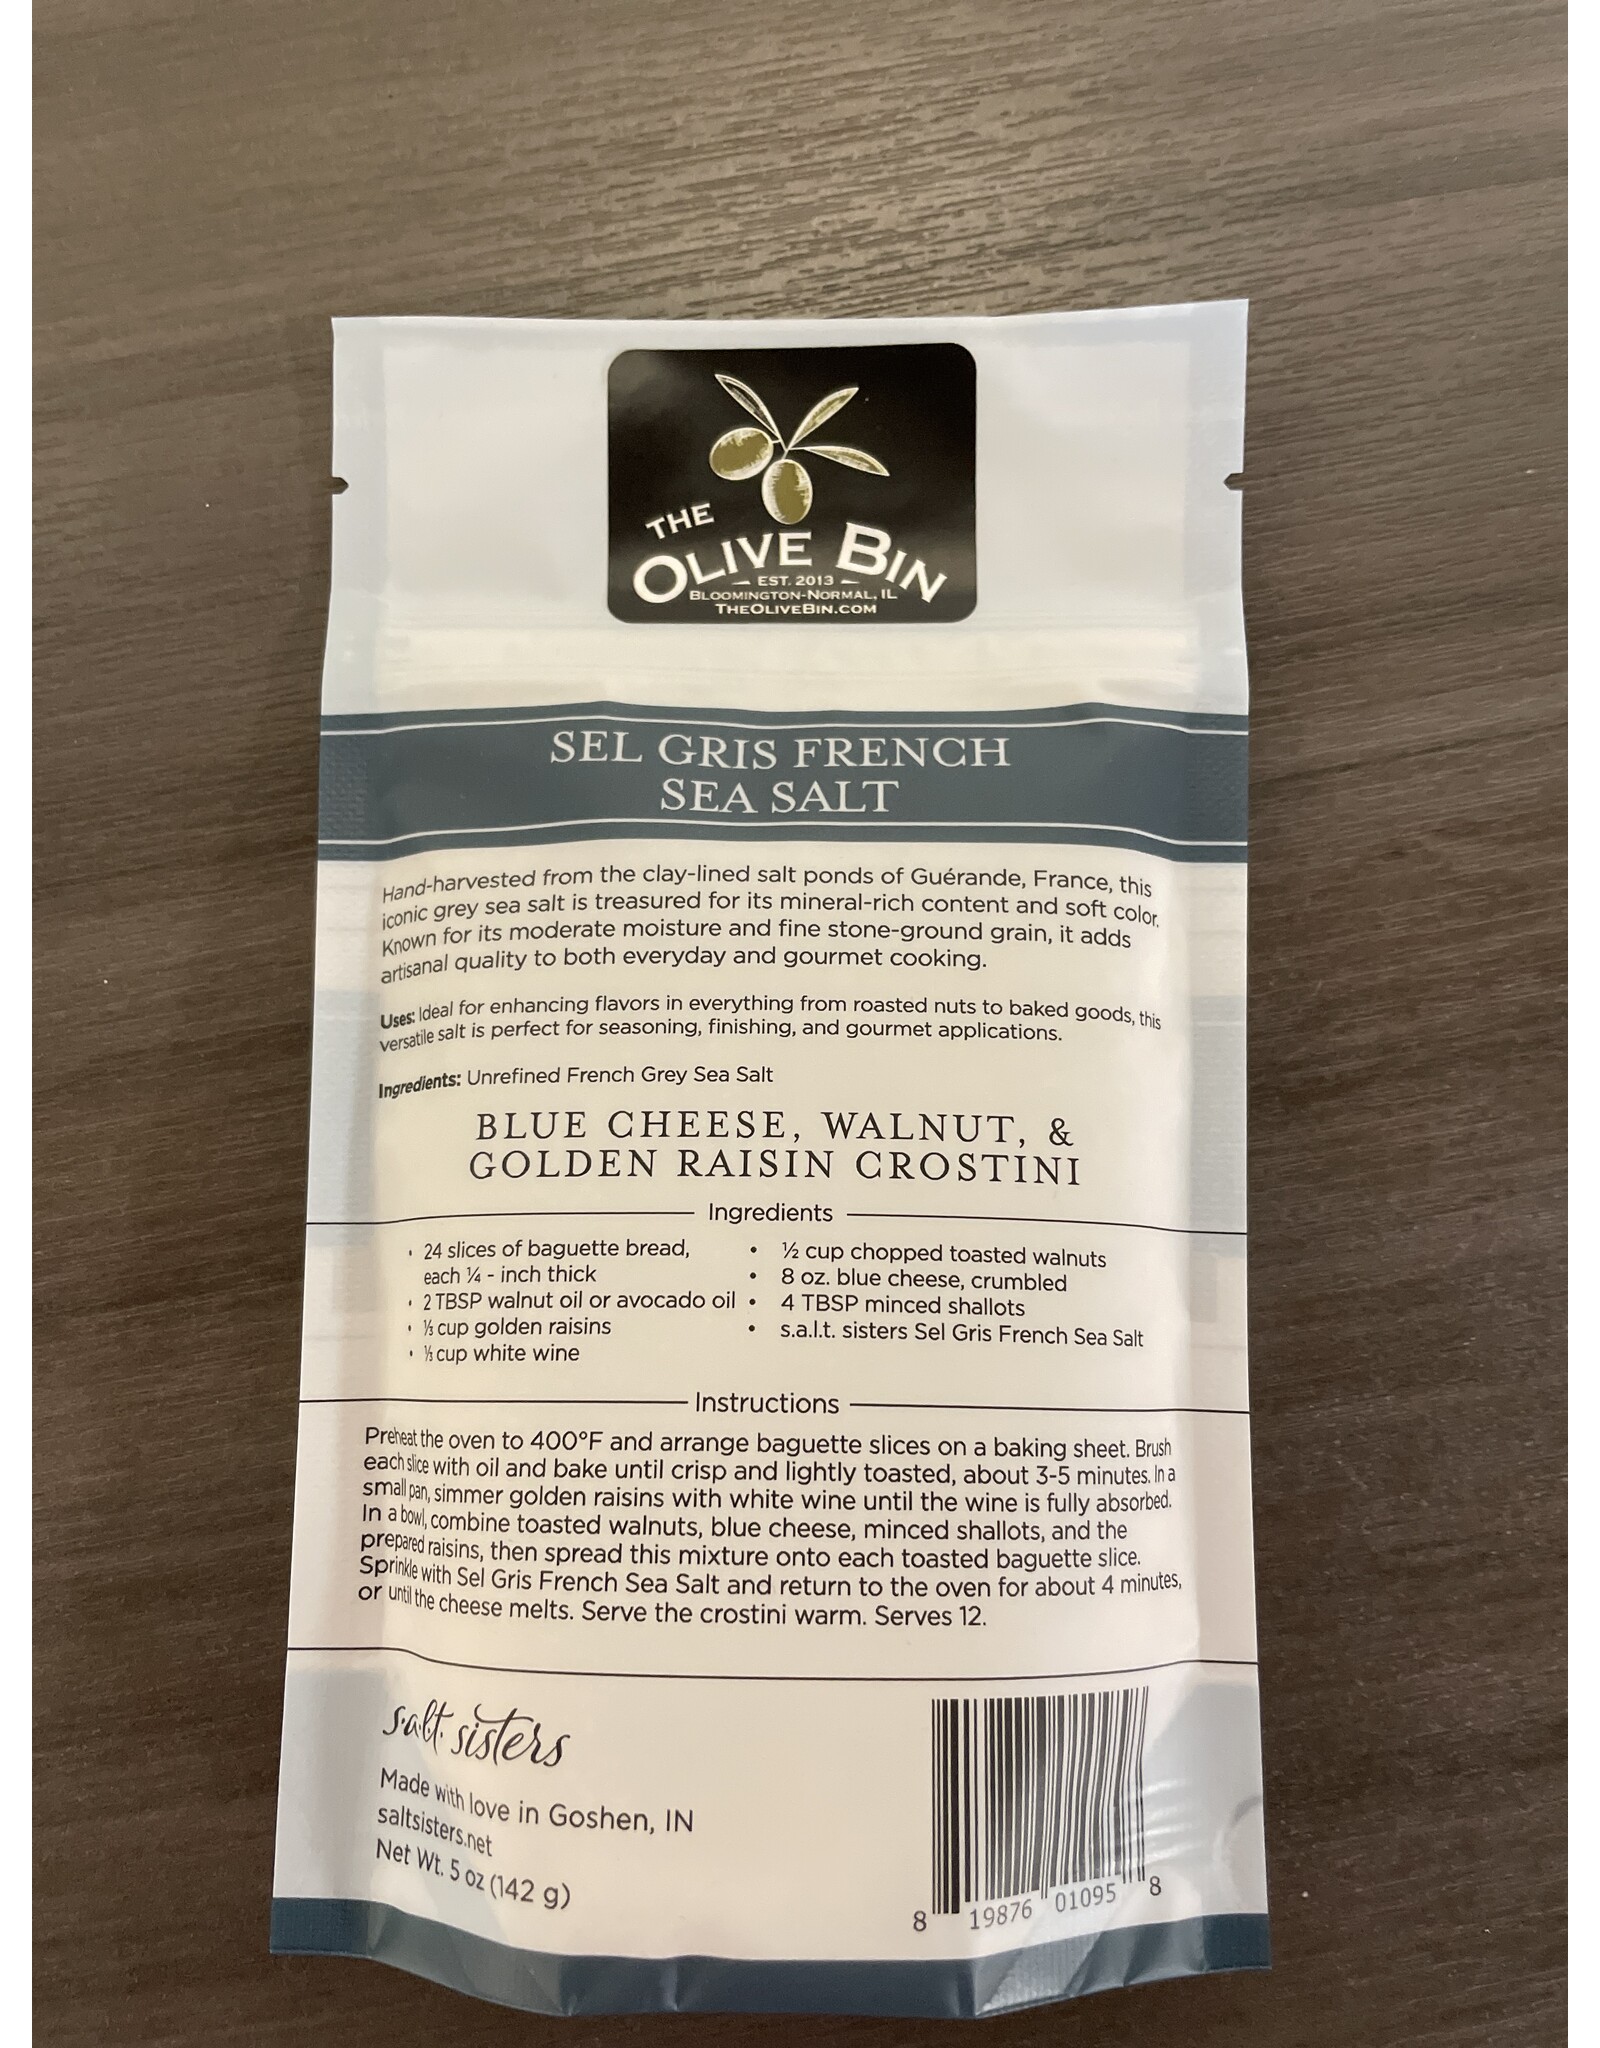 THE
OLIVE BIN
EST. 2013
BLOOMINGTON-NORMAL, IL
THEOLIVEBIN.COM
SEL GRIS FRENCH
SEA SALT
Hand-harvested from the clay-lined salt ponds of Guérande, France, this
iconic grey sea salt is treasured for its mineral-rich content and soft color.
Known for its moderate moisture and fine stone-ground grain, it adds
artisanal quality to both everyday and gourmet cooking.
Uses: Ideal for enhancing flavors in everything from roasted nuts to baked goods, this
versatile salt is perfect for seasoning, finishing, and gourmet applications.
Ingredients: Unrefined French Grey Sea Salt
BLUE CHEESE, WALNUT, &
GOLDEN RAISIN CROSTINI
Ingredients
• 24 slices of baguette bread,
each ¼ - inch thick
• 2 TBSP walnut oil or avocado oil
• ⅓ cup golden raisins
• ⅓ cup white wine
• ½ cup chopped toasted walnuts
• 8 oz. blue cheese, crumbled
• 4 TBSP minced shallots
• s.a.l.t. sisters Sel Gris French Sea Salt
Instructions
Preheat the oven to 400°F and arrange baguette slices on a baking sheet. Brush
each slice with oil and bake until crisp and lightly toasted, about 3-5 minutes. In a
small pan, simmer golden raisins with white wine until the wine is fully absorbed.
In a bowl, combine toasted walnuts, blue cheese, minced shallots, and the
prepared raisins, then spread this mixture onto each toasted baguette slice.
Sprinkle with Sel Gris French Sea Salt and return to the oven for about 4 minutes,
or until the cheese melts. Serve the crostini warm. Serves 12.
s.a.l.t. sisters
Made with love in Goshen, IN
saltsisters.net
Net Wt. 5 oz (142 g)
8 19876 01095 8